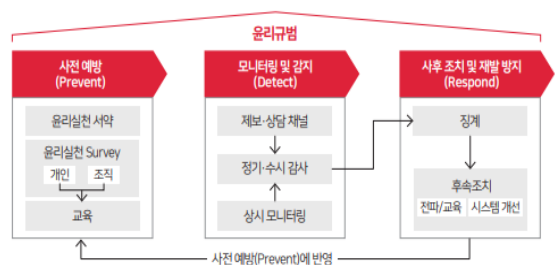 윤리규범
사전 예방
(Prevent)
윤리실천 서약
윤리실천 Survey
개인 조직
교육
모니터링 및 감지
(Detect)
제보·상담 채널
정기·수시 감사
상시 모니터링
사후 조치 및 재발 방지
(Respond)
징계
후속조치
전파/교육 시스템 개선
사전 예방(Prevent)에 반영